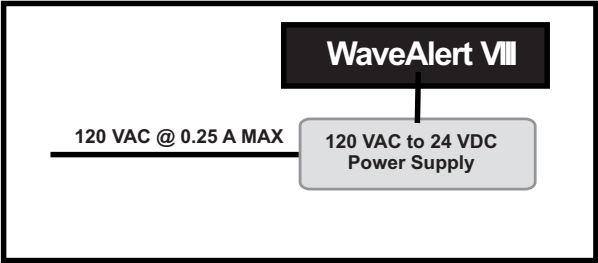 WaveAlert VIII
120 VAC @ 0.25 A MAX
120 VAC to 24 VDC
Power Supply